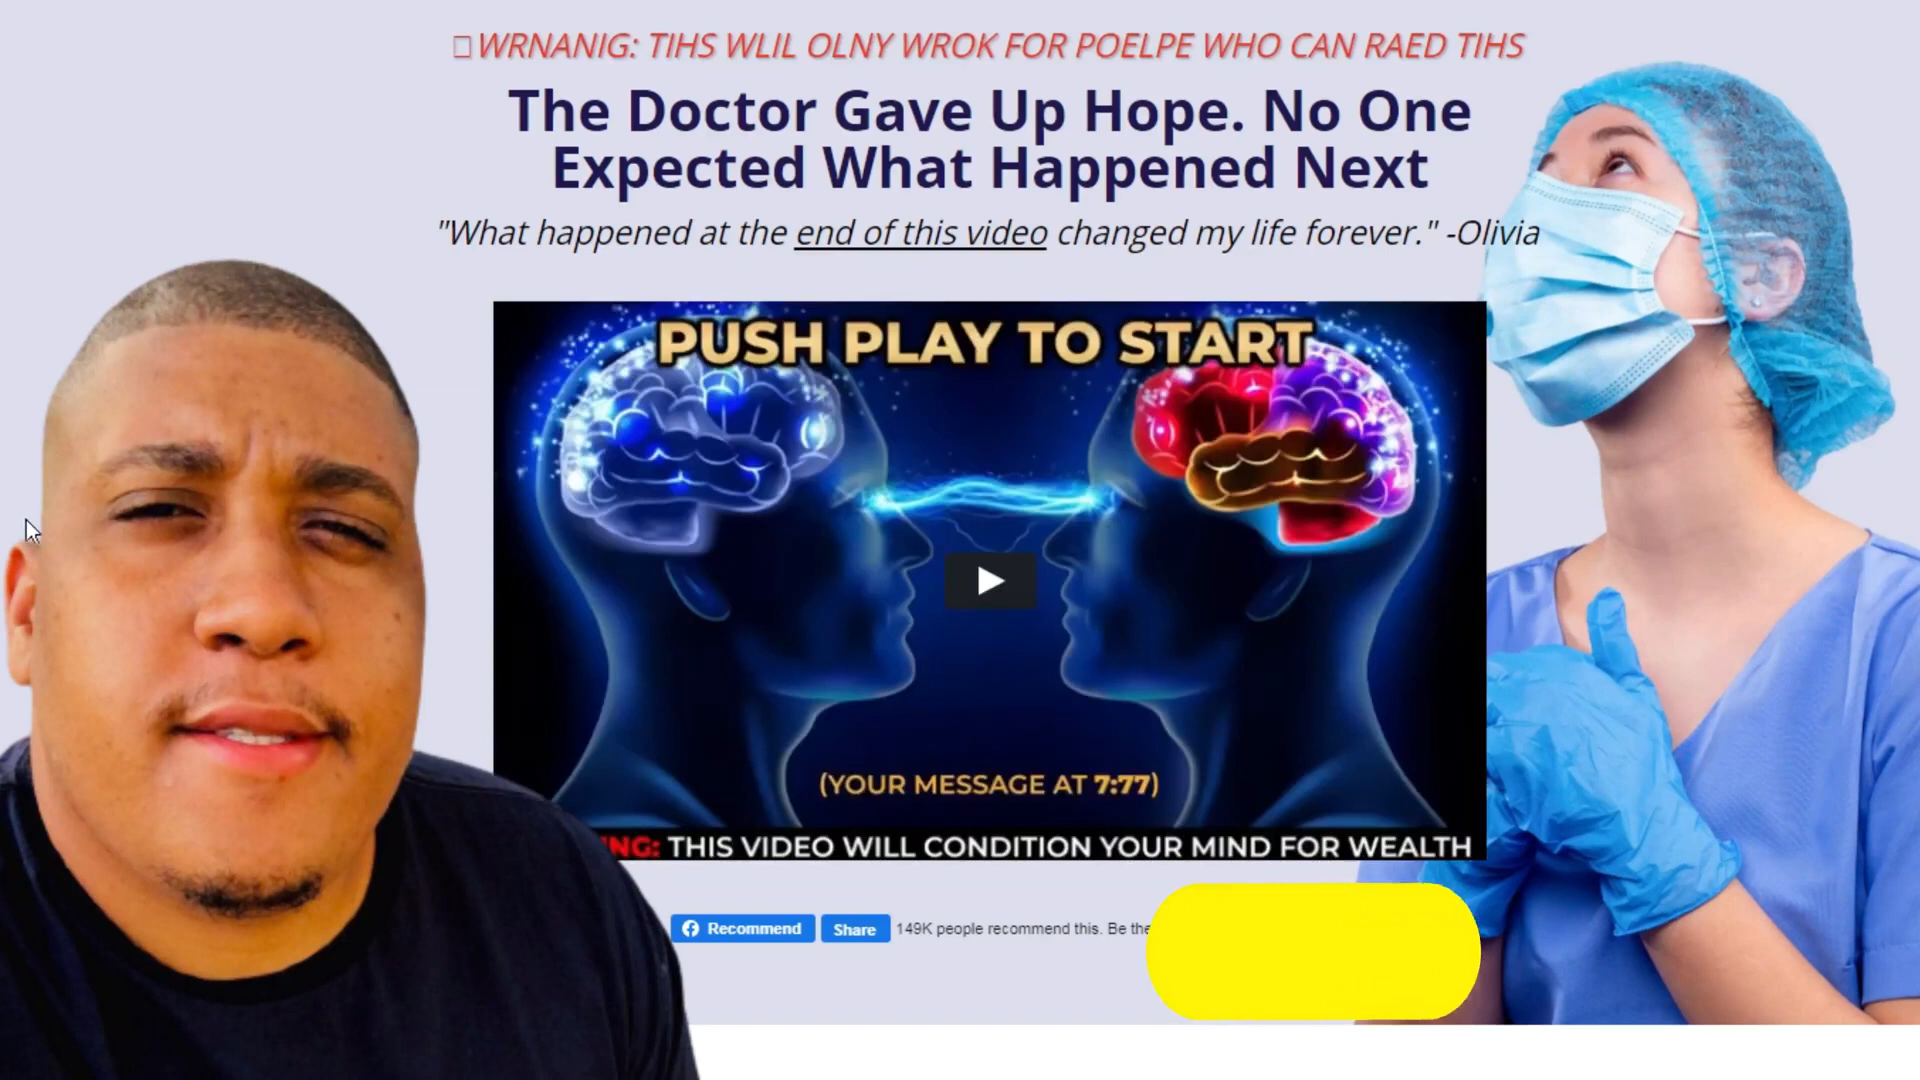 WRNANIG: TIHS WLIL OLNY WROK FOR POELPE WHO CAN RAED TIHS
The Doctor Gave Up Hope. No One
Expected What Happened Next
"What happened at the end of this video changed my life forever." -Olivia
PUSH PLAY TO START
(YOUR MESSAGE AT 7:77)
NG: THIS VIDEO WILL CONDITION YOUR MIND FOR WEALTH
Recommend Share 149K people recommend this. Be the